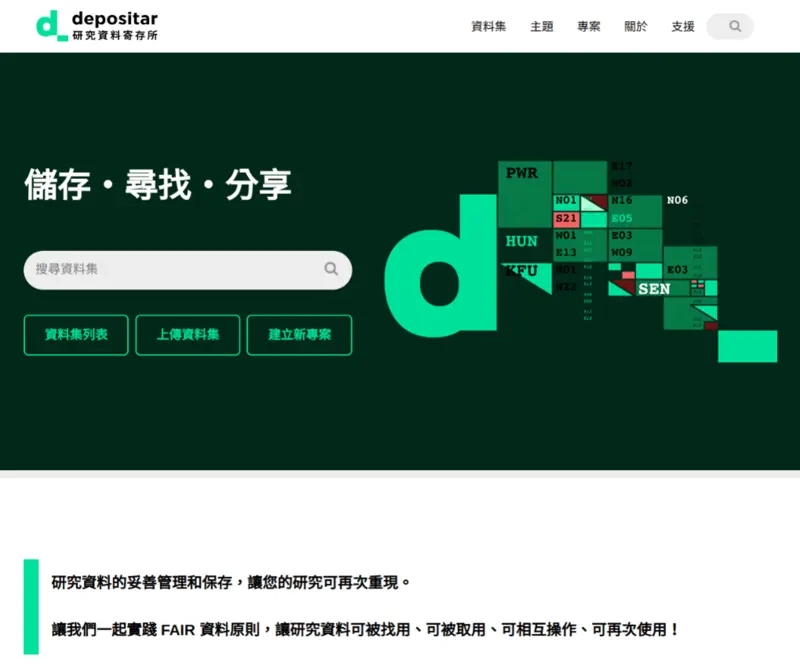 depositar
研究資料寄存所
資料集
主題
專案
關於
支援
儲存・尋找・分享
搜尋資料集
資料集列表
上傳資料集
建立新專案
d
PWR
E17
W02
N01
N16
N06
S21
E05
HUN
W01
E03
E13
W09
KFU
E03
SEN
研究資料的妥善管理和保存，讓您的研究可再次重現。
讓我們一起實踐 FAIR 資料原則，讓研究資料可被找用、可被取用、可相互操作、可再次使用！